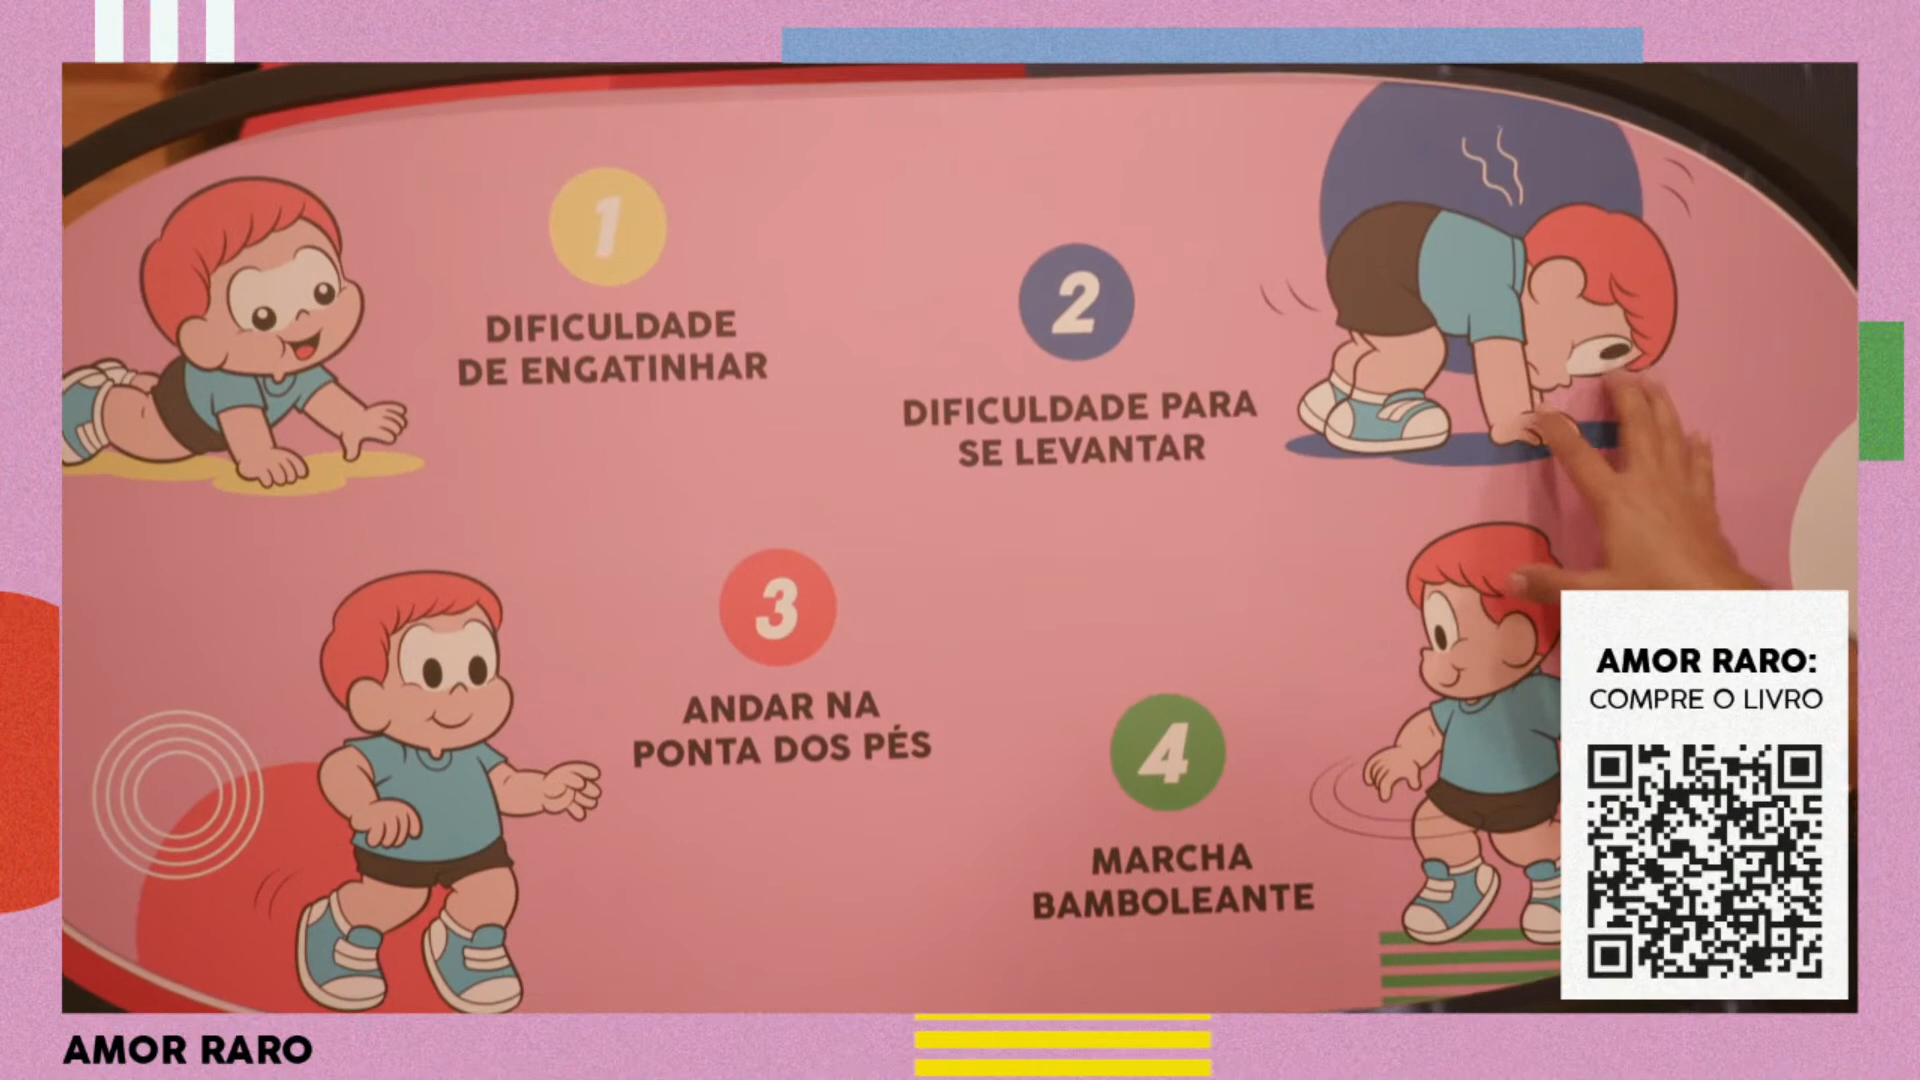 1
DIFICULDADE
DE ENGATINHAR
2
DIFICULDADE PARA
SE LEVANTAR
3
ANDAR NA
PONTA DOS PÉS
4
MARCHA
BAMBOLEANTE
AMOR RARO:
COMPRE O LIVRO
AMOR RARO